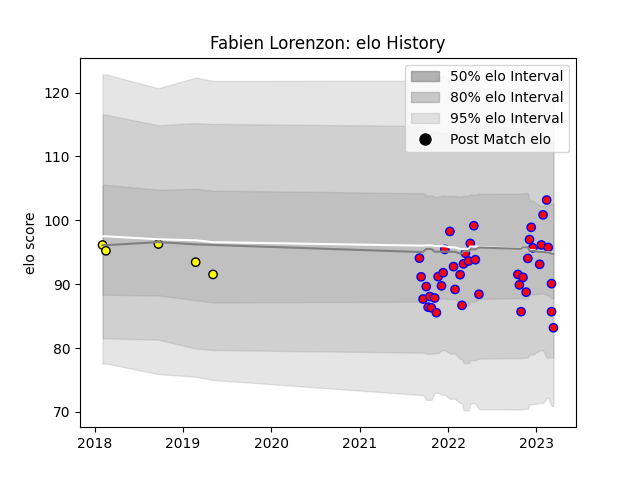 Fabien Lorenzon: elo History
50% elo Interval
80% elo Interval
95% elo Interval
Post Match elo
elo score
120
110
100
90
80
70
2018
2019
2020
2021
2022
2023